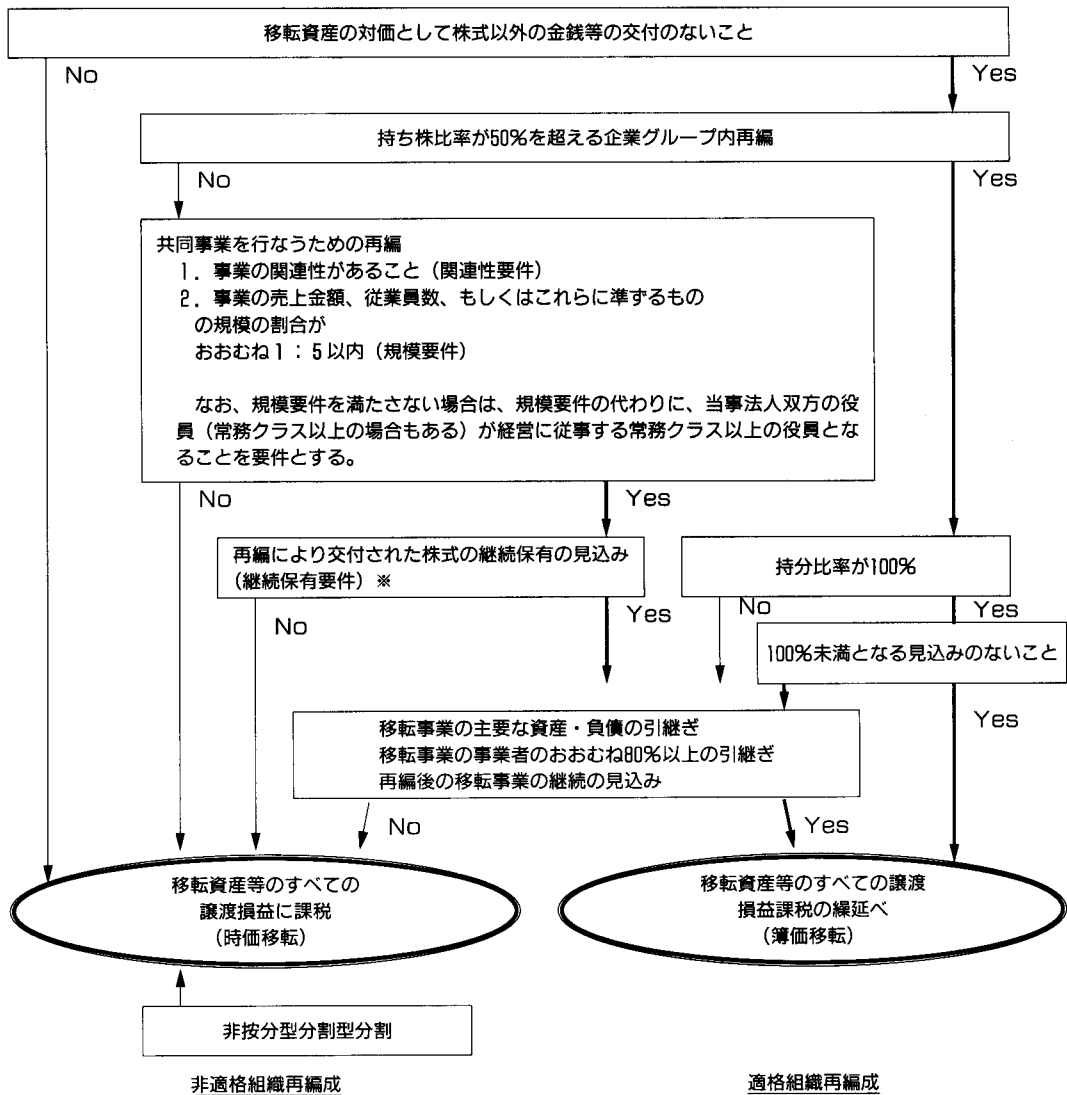 移転資産の対価として株式以外の金銭等の交付のないこと
No
Yes
持ち株比率が50%を超える企業グループ内再編
No
Yes
共同事業を行なうための再編
1．事業の関連性があること（関連性要件）
2．事業の売上金額、従業員数、もしくはこれらに準ずるもの
の規模の割合が
おおむね1：5以内（規模要件）
なお、規模要件を満たさない場合は、規模要件の代わりに、当事法人双方の役
員（常務クラス以上の場合もある）が経営に従事する常務クラス以上の役員とな
ることを要件とする。
No
Yes
再編により交付された株式の継続保有の見込み
（継続保有要件）※
持分比率が100%
No
Yes
No
Yes
100%未満となる見込みのないこと
移転事業の主要な資産・負債の引継ぎ
移転事業の事業者のおおむね80%以上の引継ぎ
再編後の移転事業の継続の見込み
Yes
No
Yes
移転資産等のすべての
譲渡損益に課税
（時価移転）
移転資産等のすべての譲渡
損益課税の繰延べ
（簿価移転）
非按分型分割型分割
非適格組織再編成
適格組織再編成